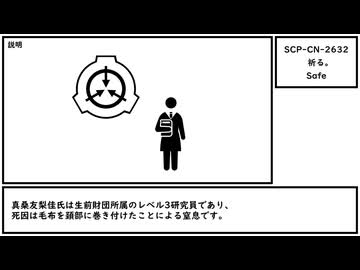 説明
SCP-CN-2632
祈る。
Safe
真桑友梨佳氏は生前財団所属のレベル3研究員であり、
死因は毛布を頚部に巻き付けたことによる窒息です。